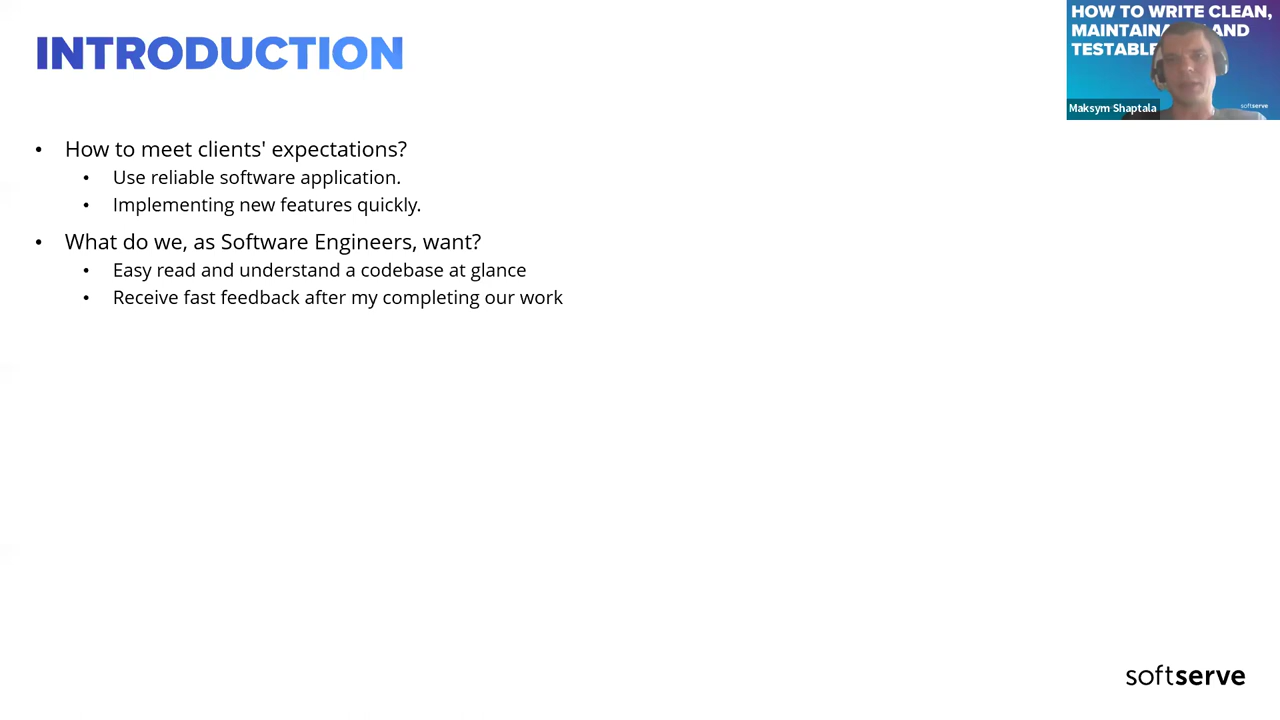 INTRODUCTION
• How to meet clients' expectations?
• Use reliable software application.
• Implementing new features quickly.
• What do we, as Software Engineers, want?
• Easy read and understand a codebase at glance
• Receive fast feedback after my completing our work
HOW TO WRITE CLEAN,
AND
TESTABLE
Maksym Shaptala
softserve
softserve